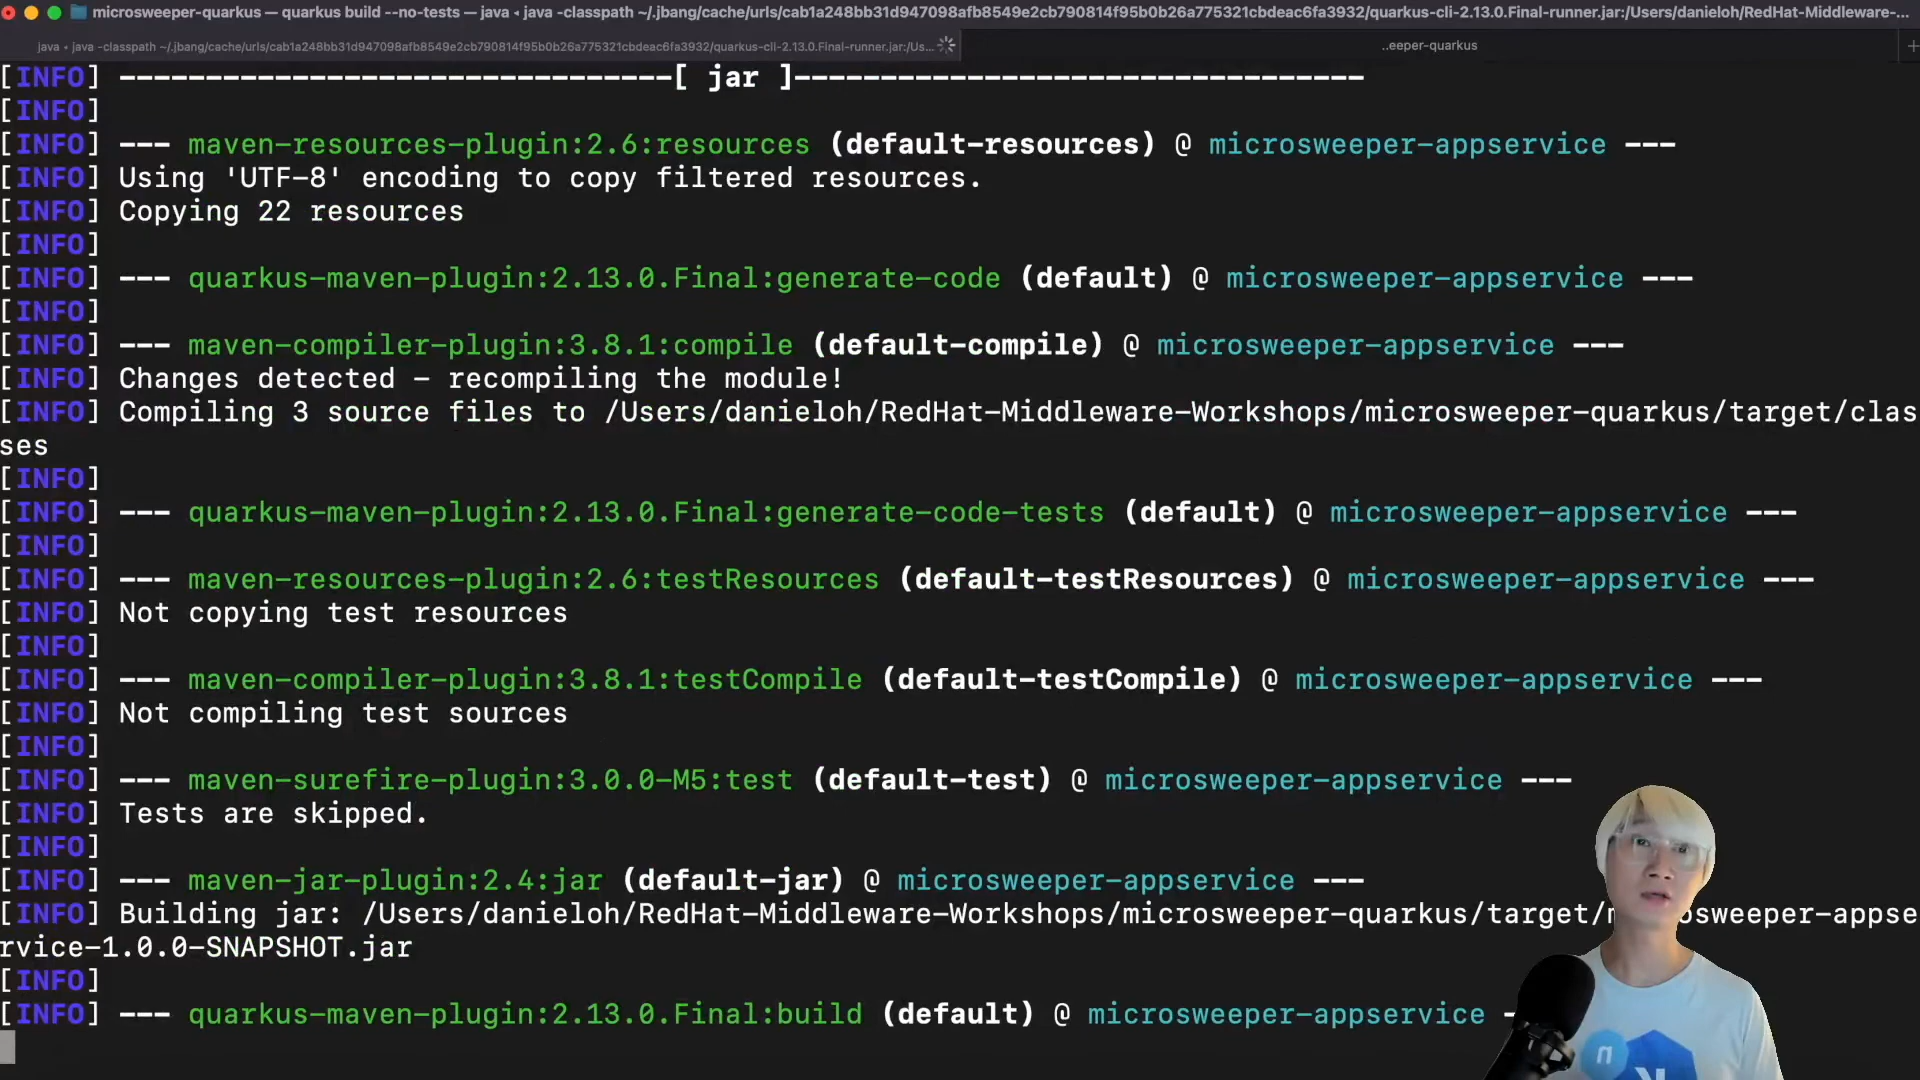 microsweeper-quarkus — quarkus build --no-tests — java ◂ java -classpath ~/.jbang/cache/urls/cab1a248bb31d947098afb8549e2cb790814f95b0b26a775321cbdeac6fa3932/quarkus-cli-2.13.0.Final-runner.jar:/Users/danieloh/RedHat-Middleware-...
java ◂ java -classpath ~/.jbang/cache/urls/cab1a248bb31d947098afb8549e2cb790814f95b0b26a775321cbdeac6fa3932/quarkus-cli-2.13.0.Final-runner.jar:/Us... ..eeper-quarkus +
[INFO] --------------------------------[ jar ]---------------------------------
[INFO]
[INFO] --- maven-resources-plugin:2.6:resources (default-resources) @ microsweeper-appservice ---
[INFO] Using 'UTF-8' encoding to copy filtered resources.
[INFO] Copying 22 resources
[INFO]
[INFO] --- quarkus-maven-plugin:2.13.0.Final:generate-code (default) @ microsweeper-appservice ---
[INFO]
[INFO] --- maven-compiler-plugin:3.8.1:compile (default-compile) @ microsweeper-appservice ---
[INFO] Changes detected - recompiling the module!
[INFO] Compiling 3 source files to /Users/danieloh/RedHat-Middleware-Workshops/microsweeper-quarkus/target/clas
ses
[INFO]
[INFO] --- quarkus-maven-plugin:2.13.0.Final:generate-code-tests (default) @ microsweeper-appservice ---
[INFO]
[INFO] --- maven-resources-plugin:2.6:testResources (default-testResources) @ microsweeper-appservice ---
[INFO] Not copying test resources
[INFO]
[INFO] --- maven-compiler-plugin:3.8.1:testCompile (default-testCompile) @ microsweeper-appservice ---
[INFO] Not compiling test sources
[INFO]
[INFO] --- maven-surefire-plugin:3.0.0-M5:test (default-test) @ microsweeper-appservice ---
[INFO] Tests are skipped.
[INFO]
[INFO] --- maven-jar-plugin:2.4:jar (default-jar) @ microsweeper-appservice ---
[INFO] Building jar: /Users/danieloh/RedHat-Middleware-Workshops/microsweeper-quarkus/target/m osweeper-appse
rvice-1.0.0-SNAPSHOT.jar
[INFO]
[INFO] --- quarkus-maven-plugin:2.13.0.Final:build (default) @ microsweeper-appservice -